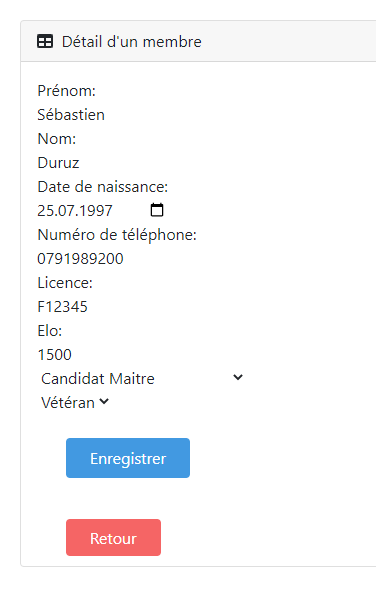 Détail d'un membre
Prénom:
Sébastien
Nom:
Duruz
Date de naissance:
25.07.1997
Numéro de téléphone:
0791989200
Licence:
F12345
Elo:
1500
Candidat Maitre
Vétéran
Enregistrer
Retour